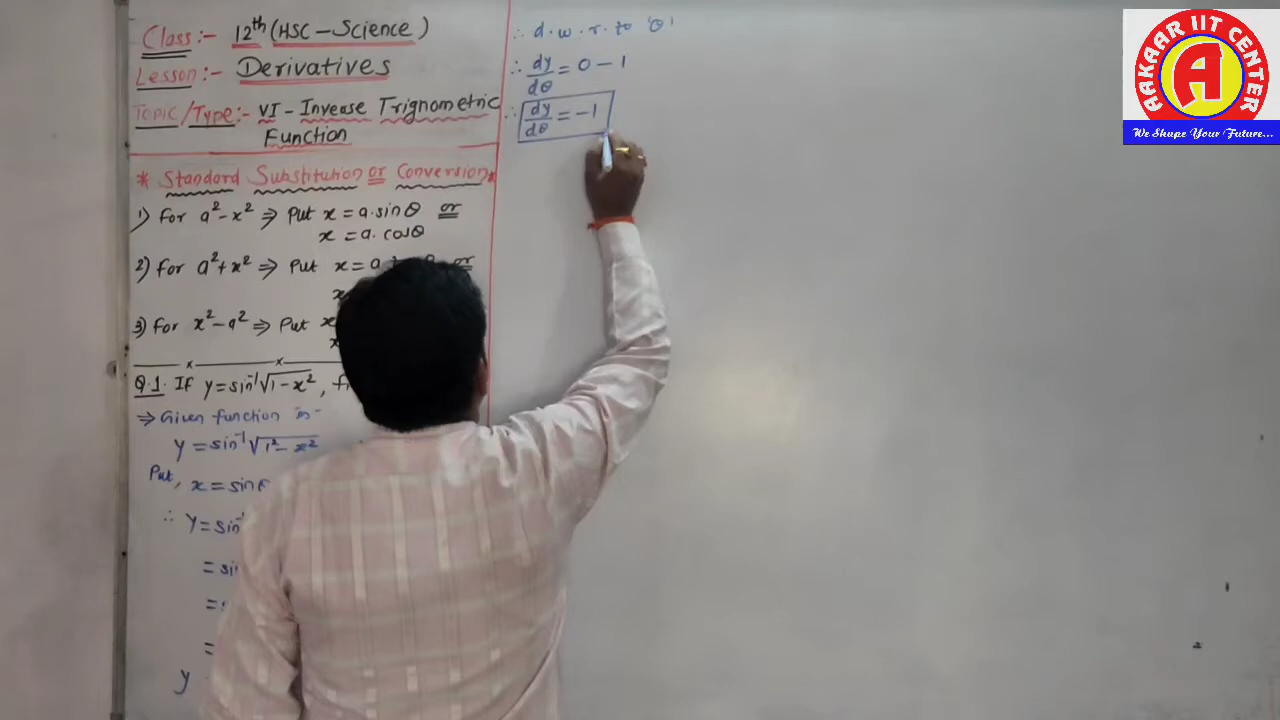 Class:- 12th (HSC - Science)
Lesson:- Derivatives
TOPIC/Type:- VI - Inverse Trignometric
Function
* Standard Substitution or Conversion *
1) For a² - x² ⇒ Put x = a.sinθ or
x = a. cosθ
2) For a² + x² ⇒ Put x = a or
3) For x² - a² ⇒ Put x
Q.1. If y = sin⁻¹√1-x²,
⇒ Given function is -
y = sin⁻¹√1² - x²
Put, x = sinθ
∴ y = sin⁻¹
= sin
=
=
y
∴ d.w.r. to 'θ'
∴ dy/dθ = 0 - 1
∴ dy/dθ = -1
AAKAAR IIT CENTER
A
We Shape Your Future...